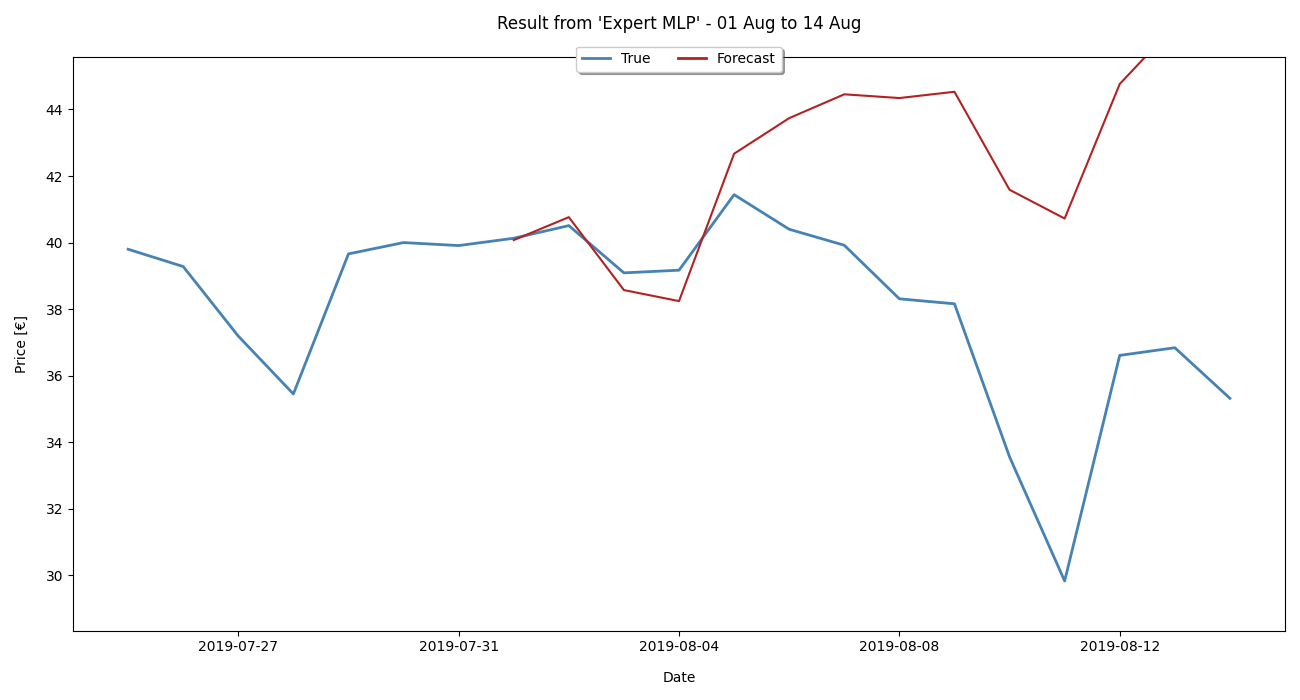 Result from 'Expert MLP' - 01 Aug to 14 Aug
True Forecast
44
42
40
38
36
34
32
30
Price [€]
2019-07-27 2019-07-31 2019-08-04 2019-08-08 2019-08-12
Date